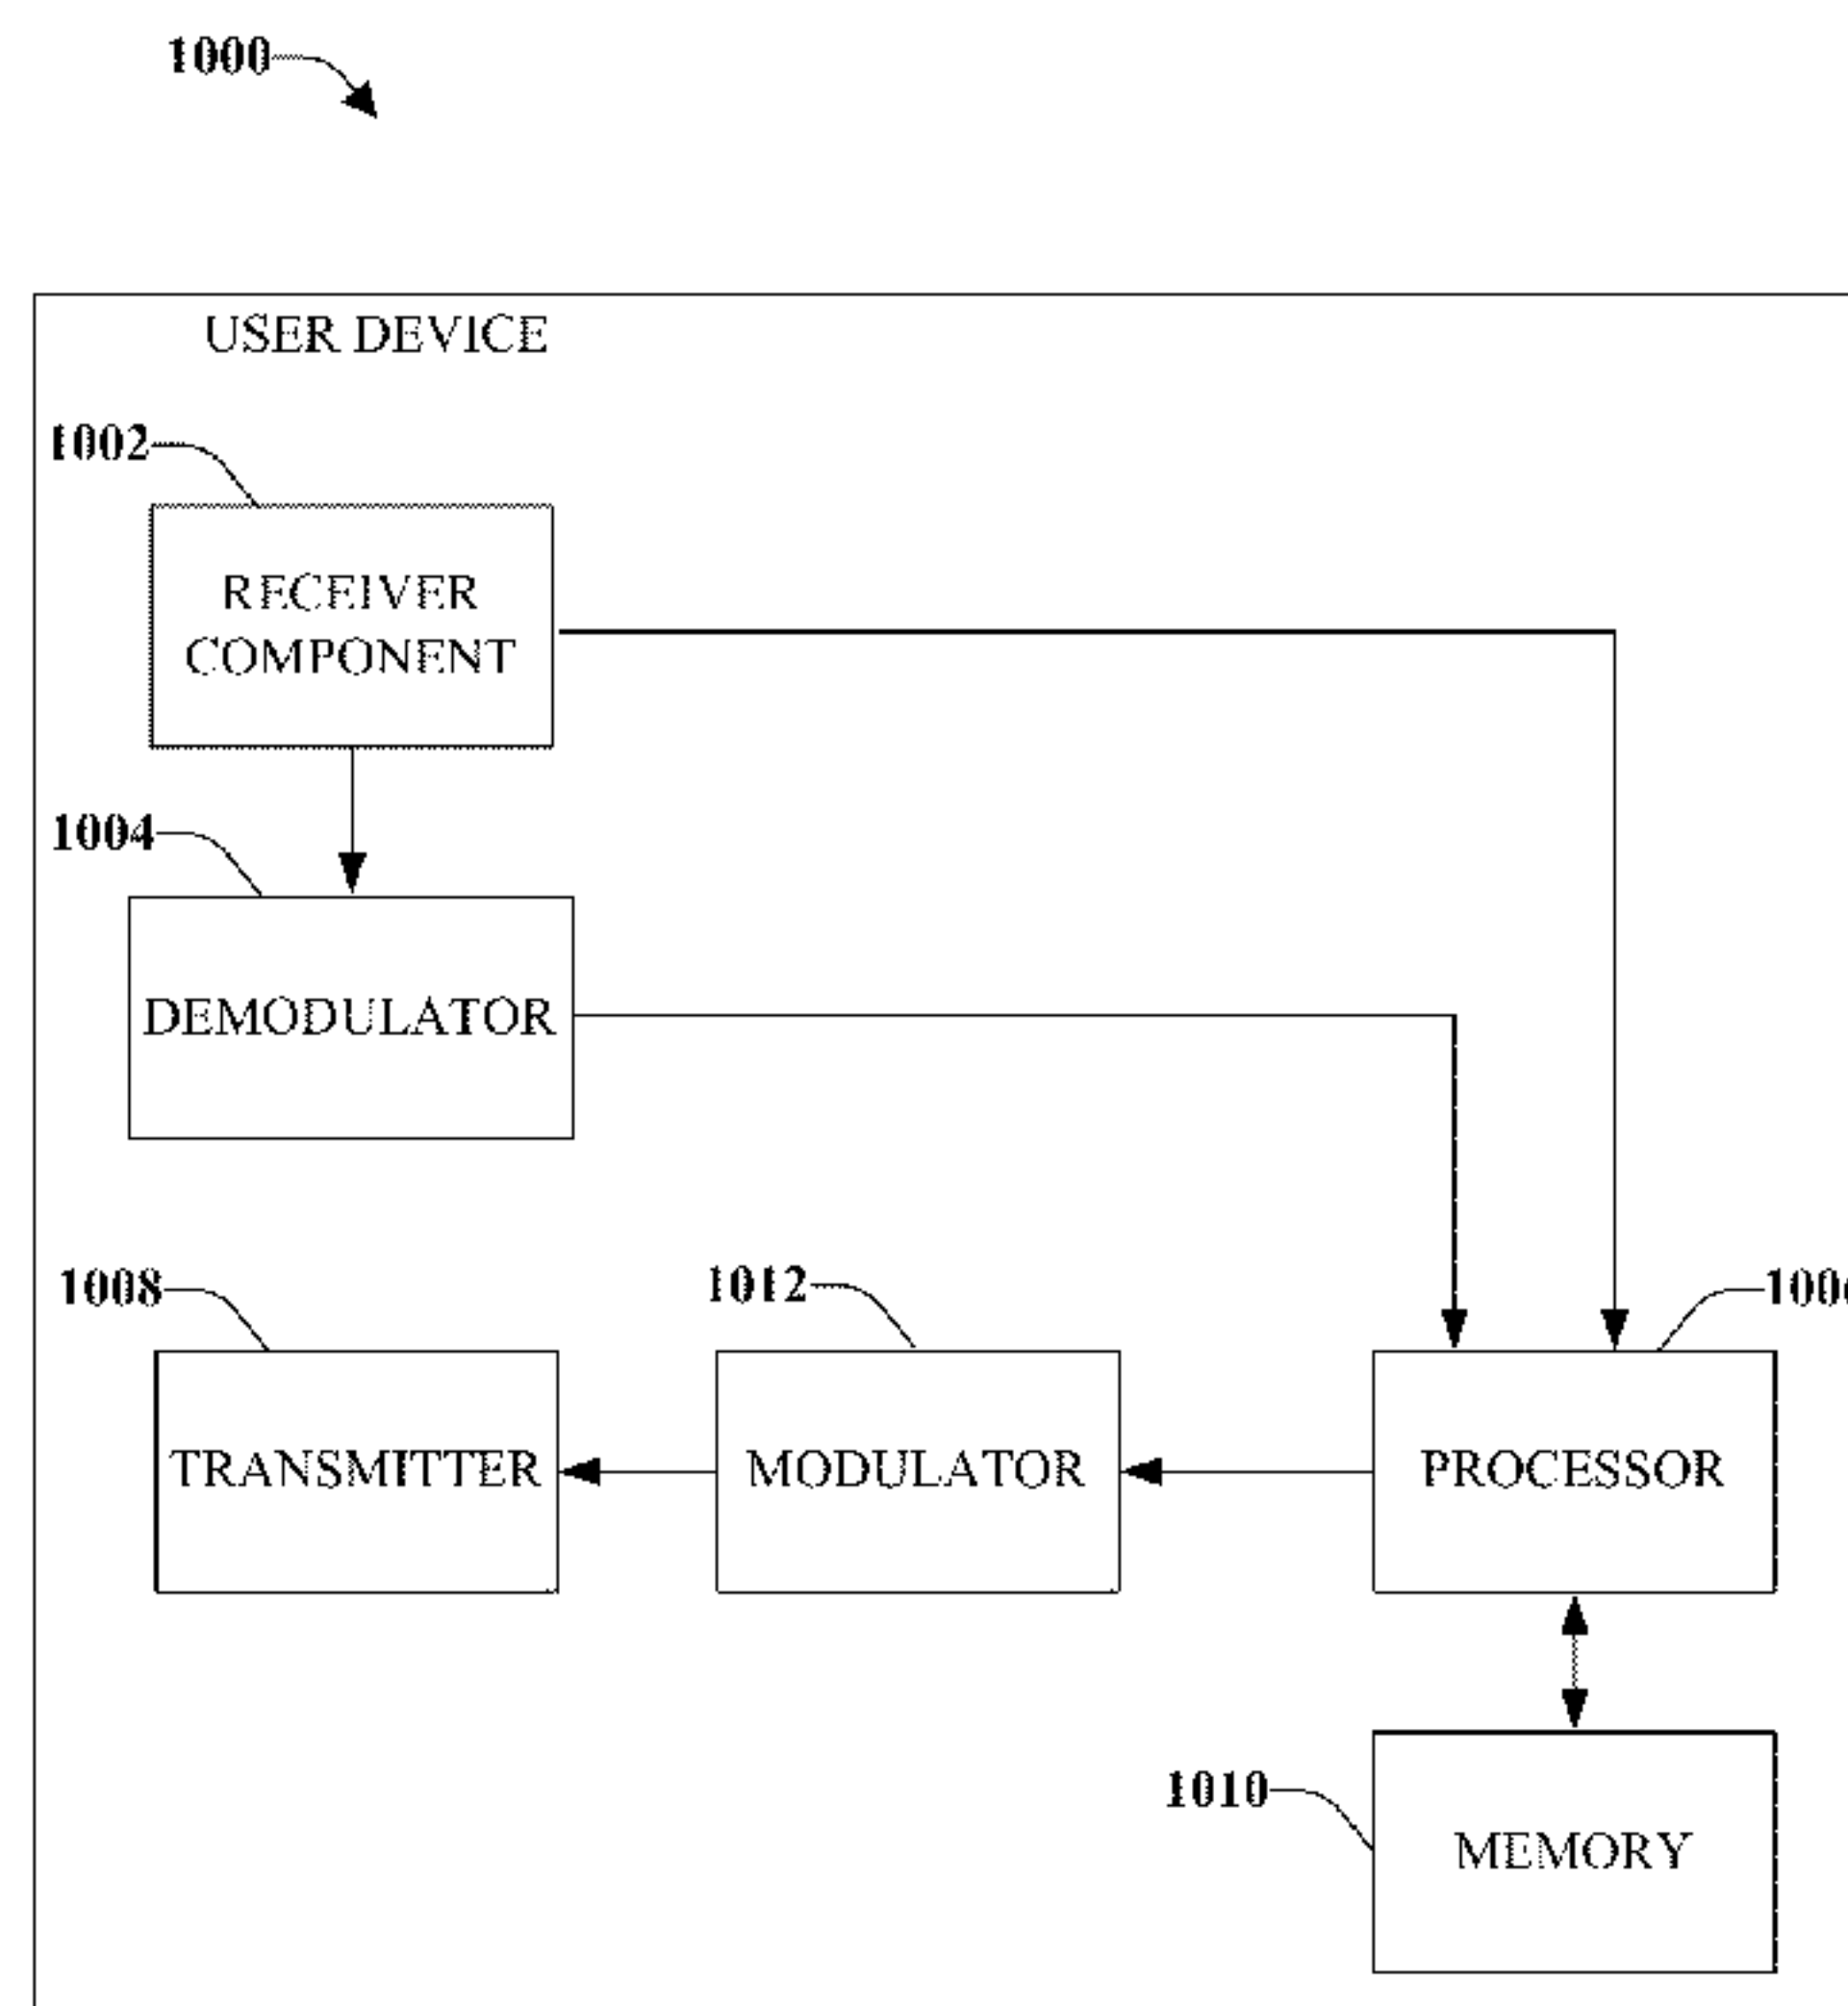 1000
USER DEVICE
1002
RECEIVER
COMPONENT
1004
DEMODULATOR
1008
1012
TRANSMITTER
MODULATOR
PROCESSOR
1010
MEMORY